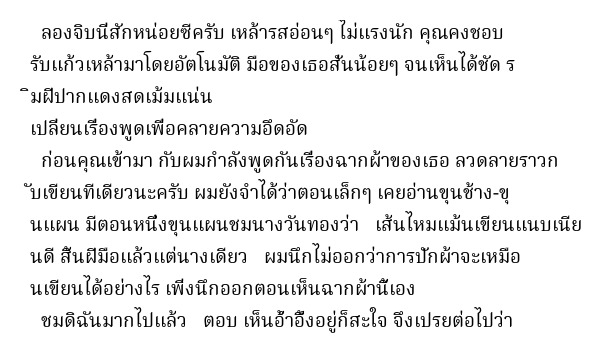 ลองจิบนี่สักหน่อยซีครับ เหล้ารสอ่อนๆ ไม่แรงนัก คุณคงชอบ
รับแก้วเหล้ามาโดยอัตโนมัติ มือของเธอสั่นน้อยๆ จนเห็นได้ชัด ร
ิมฝีปากแดงสดเม้มแน่น
เปลี่ยนเรื่องพูดเพื่อคลายความอึดอัด
ก่อนคุณเข้ามา กับผมกำลังพูดกันเรื่องฉากผ้าของเธอ ลวดลายราวก
ับเขียนทีเดียวนะครับ ผมยังจำได้ว่าตอนเล็กๆ เคยอ่านขุนช้าง-ขุ
นแผน มีตอนหนึ่งขุนแผนชมนางวันทองว่า เส้นไหมแม้นเขียนแนบเนีย
นดี สิ้นฝีมือแล้วแต่นางเดียว ผมนึกไม่ออกว่าการปักผ้าจะเหมือ
นเขียนได้อย่างไร เพิ่งนึกออกตอนเห็นฉากผ้านี้เอง
ชมดิฉันมากไปแล้ว ตอบ เห็นอ้ำอึ้งอยู่ก็สะใจ จึงเปรยต่อไปว่า